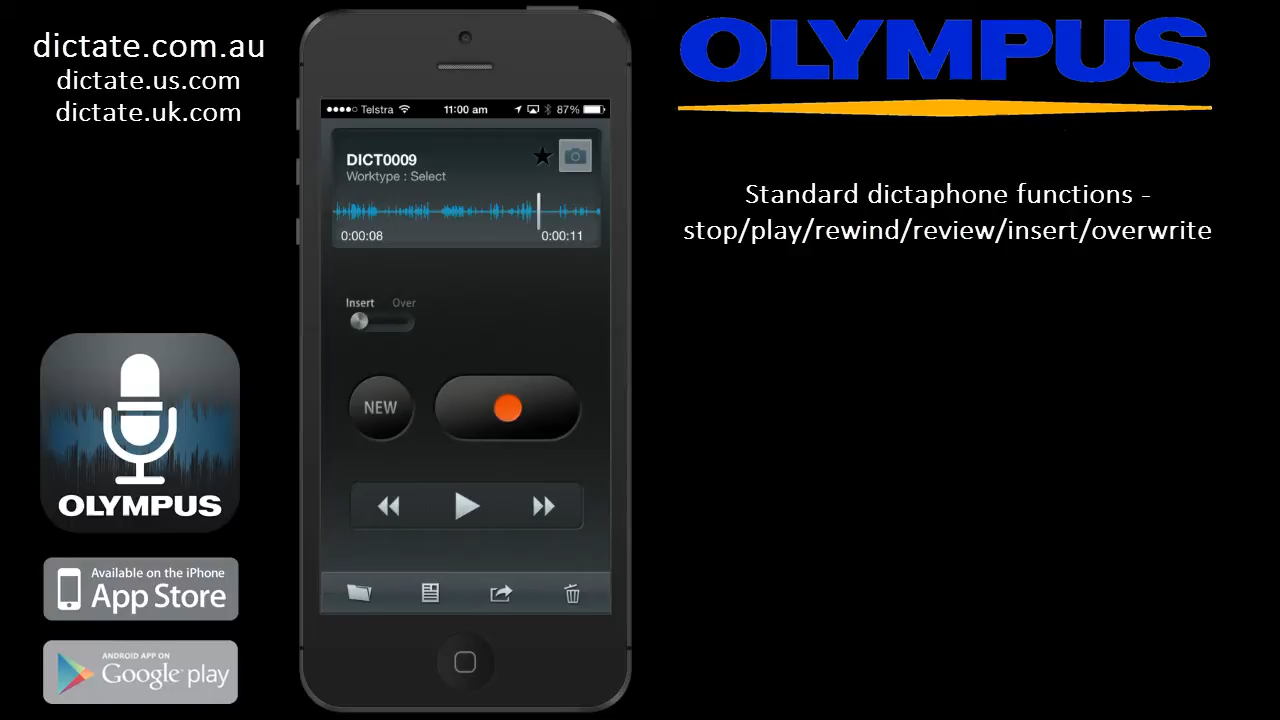 dictate.com.au
dictate.us.com
dictate.uk.com
OLYMPUS
Available on the iPhone
App Store
ANDROID APP ON
Google play
Telstra
11:00 am
87%
DICT0009
Worktype : Select
0:00:08
0:00:11
Insert
Over
NEW
OLYMPUS
Standard dictaphone functions -
stop/play/rewind/review/insert/overwrite